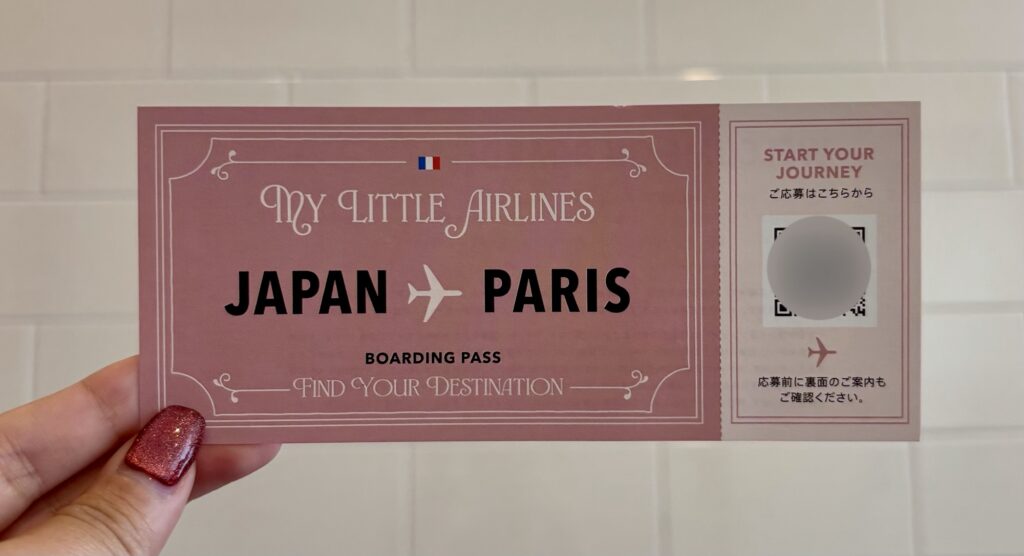 My Little Airlines
JAPAN PARIS
BOARDING PASS
Find Your Destination
START YOUR
JOURNEY
ご応募はこちらから
応募前に裏面のご案内も
ご確認ください。